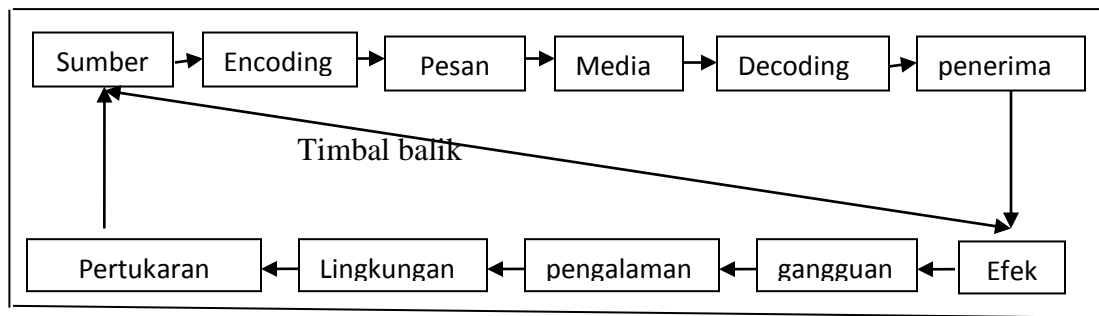 Sumber Encoding Pesan Media Decoding penerima
Timbal balik
Pertukaran Lingkungan pengalaman gangguan Efek